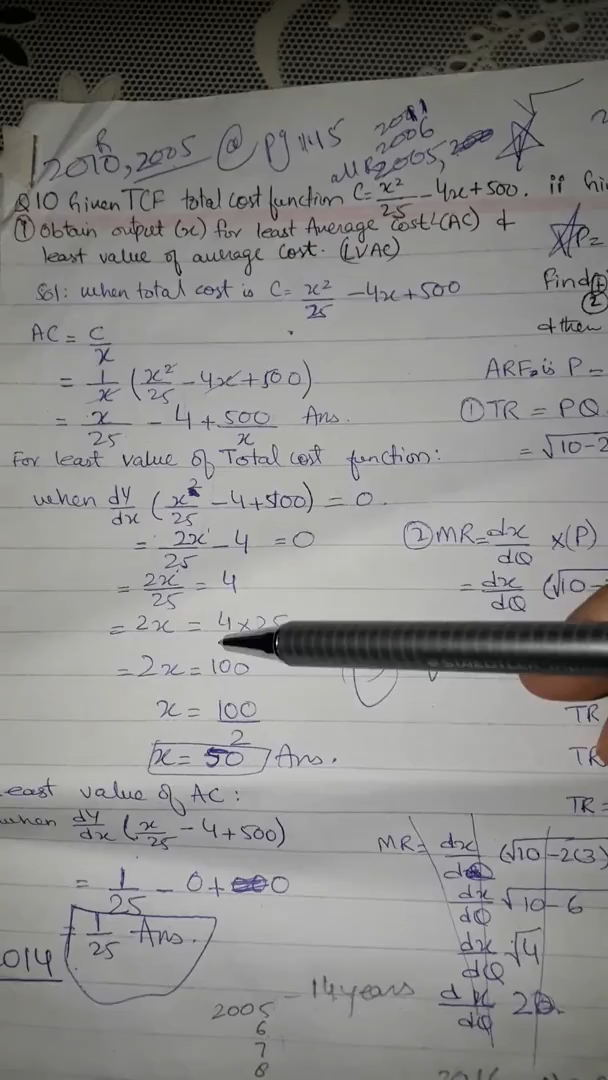 2010, 2005 @ pg 1145
2006
2005,
Q10 Given TCF total cost function C = x²/25 - 4x + 500. if
① Obtain output (x) for least Average Cost (AC) &
least value of average cost. (LVAC)
Sol: when total cost is C = x²/25 - 4x + 500
AC = C/x
= 1/x (x²/25 - 4x + 500)
= x/25 - 4 + 500/x Ans.
For least value of Total cost function:
when dy/dx (x²/25 - 4 + 500) = 0.
= 2x/25 - 4 = 0
= 2x/25 = 4
= 2x = 4×25
= 2x = 100
x = 100/2
x = 50 Ans.
east value of AC:
when dy/dx (x/25 - 4 + 500)
= 1/25 - 0 + 0
= 1/25 Ans.
014
2005 - 14 years
6
7
8
P =
Find ①
②
& then
ARF is P =
① TR = PQ
= √10-2
② MR = dx/dQ × (P)
= dx/dQ (√10-
TR
TR
TR =
MR = dx/dQ (√10-2(3)
dx/dQ √10-6
dx/dQ √4
dx/dQ 2